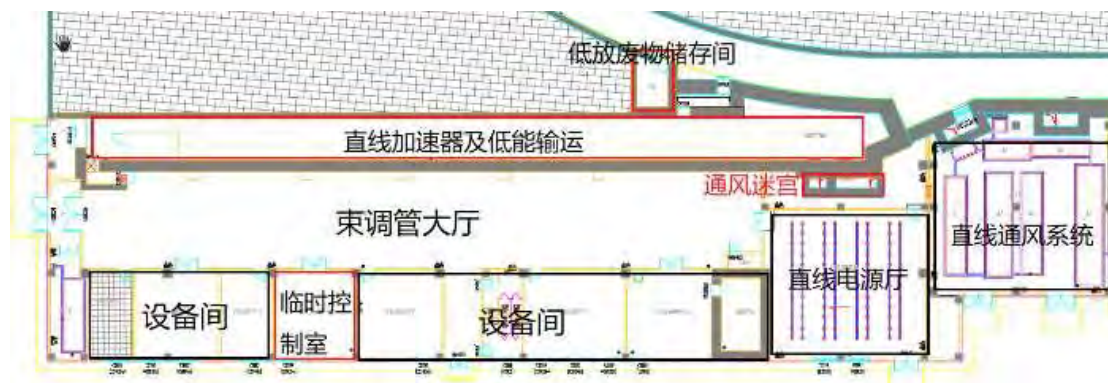 低放废物储存间
直线加速器及低能输运
通风迷宫
束调管大厅
直线通风系统
直线电源厅
设备间
临时控
制室
设备间